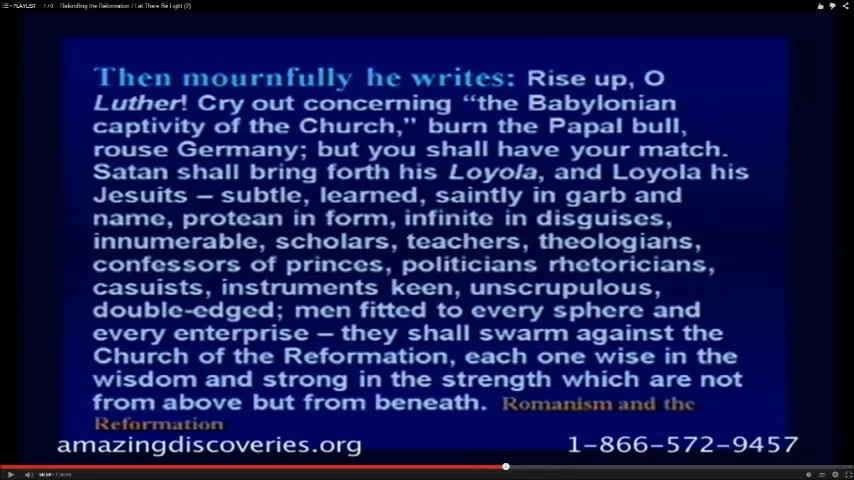 PLAYLIST 1 / 0 Rekindling the Reformation / Let There Be Light (2)
Then mournfully he writes: Rise up, O
Luther! Cry out concerning “the Babylonian
captivity of the Church,” burn the Papal bull,
rouse Germany; but you shall have your match.
Satan shall bring forth his Loyola, and Loyola his
Jesuits – subtle, learned, saintly in garb and
name, protean in form, infinite in disguises,
innumerable, scholars, teachers, theologians,
confessors of princes, politicians rhetoricians,
casuists, instruments keen, unscrupulous,
double-edged; men fitted to every sphere and
every enterprise – they shall swarm against the
Church of the Reformation, each one wise in the
wisdom and strong in the strength which are not
from above but from beneath. Romanism and the
Reformation
amazingdiscoveries.org 1-866-572-9457